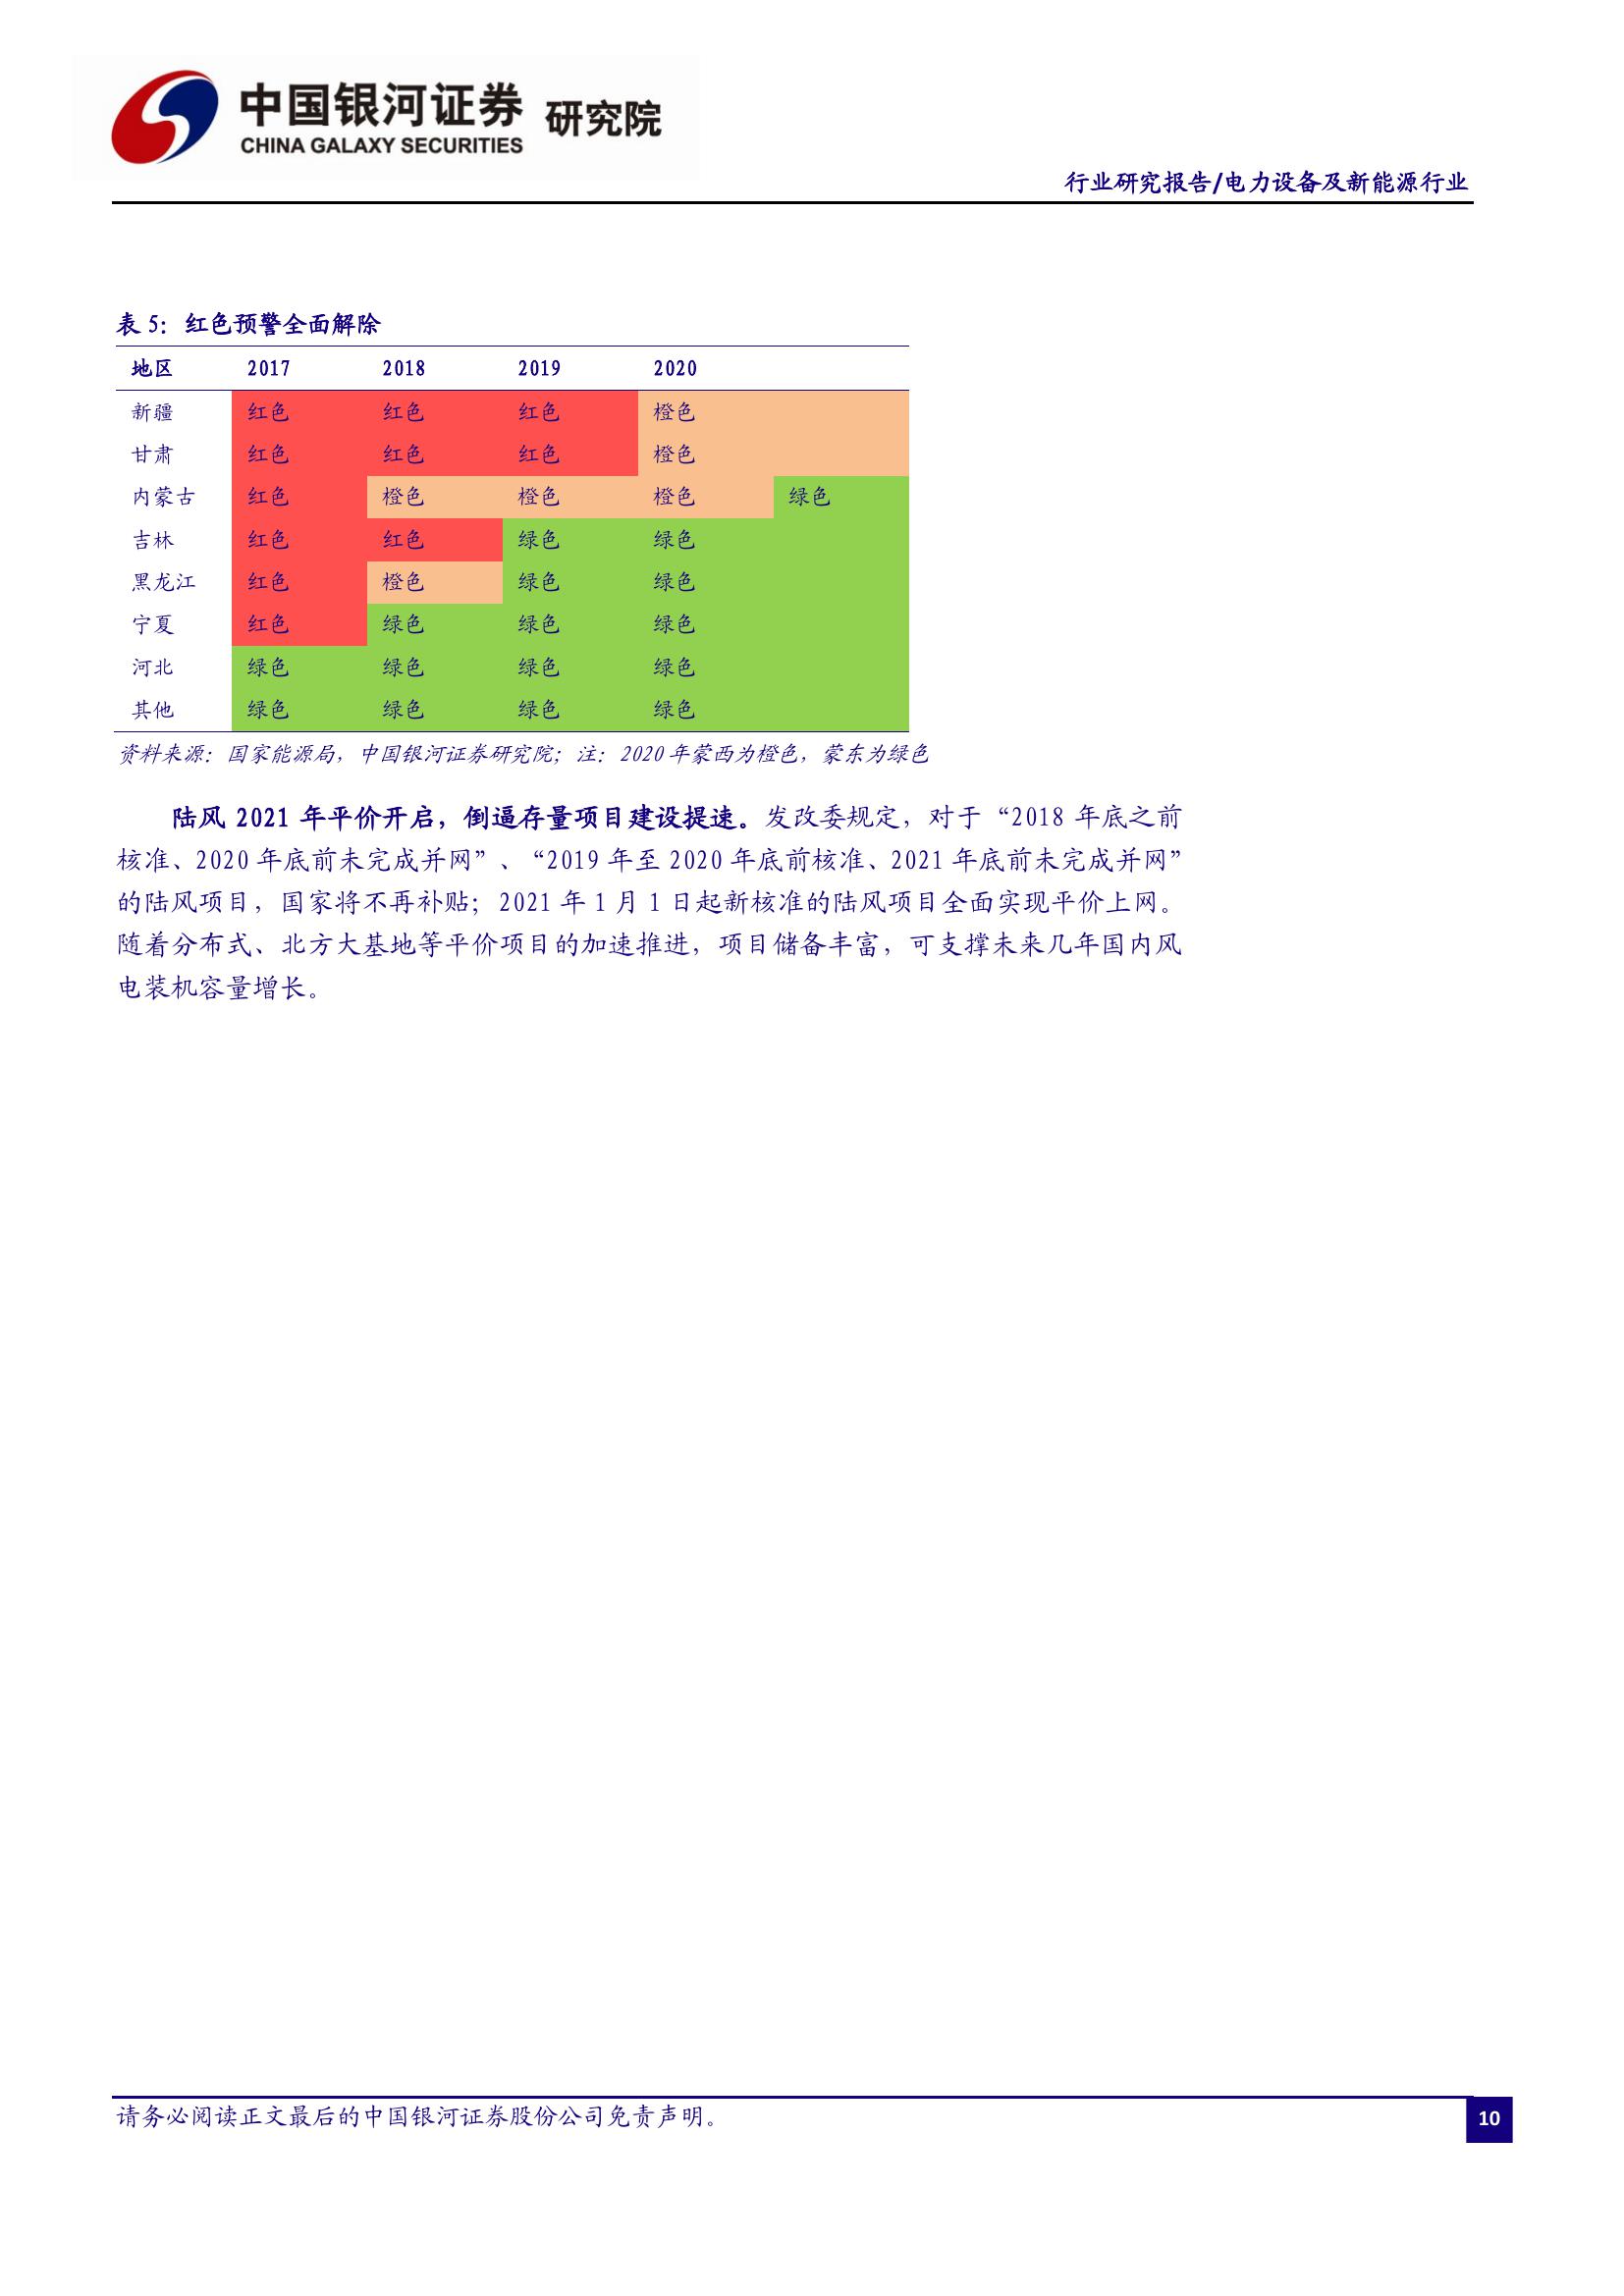 中国银河证券 研究院
CHINA GALAXY SECURITIES
行业研究报告/电力设备及新能源行业
表 5：红色预警全面解除
地区 2017 2018 2019 2020
新疆 红色 红色 红色 橙色
甘肃 红色 红色 红色 橙色
内蒙古 红色 橙色 橙色 橙色 绿色
吉林 红色 红色 绿色 绿色
黑龙江 红色 橙色 绿色 绿色
宁夏 红色 绿色 绿色 绿色
河北 绿色 绿色 绿色 绿色
其他 绿色 绿色 绿色 绿色
资料来源：国家能源局，中国银河证券研究院；注：2020 年蒙西为橙色，蒙东为绿色
陆风 2021 年平价开启，倒逼存量项目建设提速。发改委规定，对于“2018 年底之前
核准、2020 年底前未完成并网”、“2019 年至 2020 年底前核准、2021 年底前未完成并网”
的陆风项目，国家将不再补贴；2021 年 1 月 1 日起新核准的陆风项目全面实现平价上网。
随着分布式、北方大基地等平价项目的加速推进，项目储备丰富，可支撑未来几年国内风
电装机容量增长。
请务必阅读正文最后的中国银河证券股份公司免责声明。
10